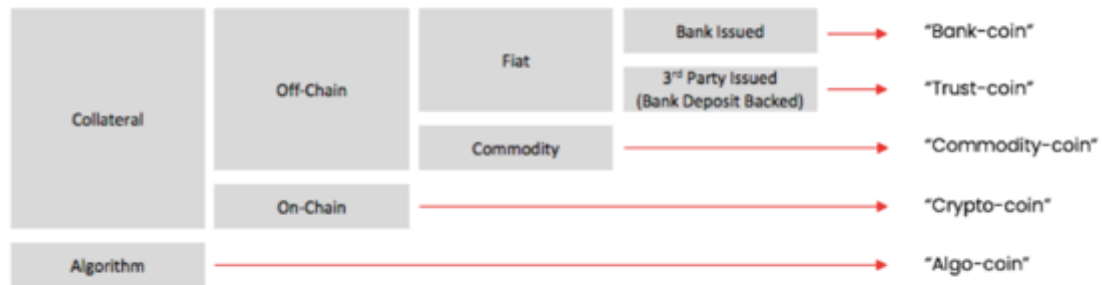 Bank Issued
“Bank-coin”
Fiat
3rd Party Issued
(Bank Deposit Backed)
“Trust-coin”
Off-Chain
Collateral
Commodity
“Commodity-coin”
On-Chain
“Crypto-coin”
Algorithm
“Algo-coin”